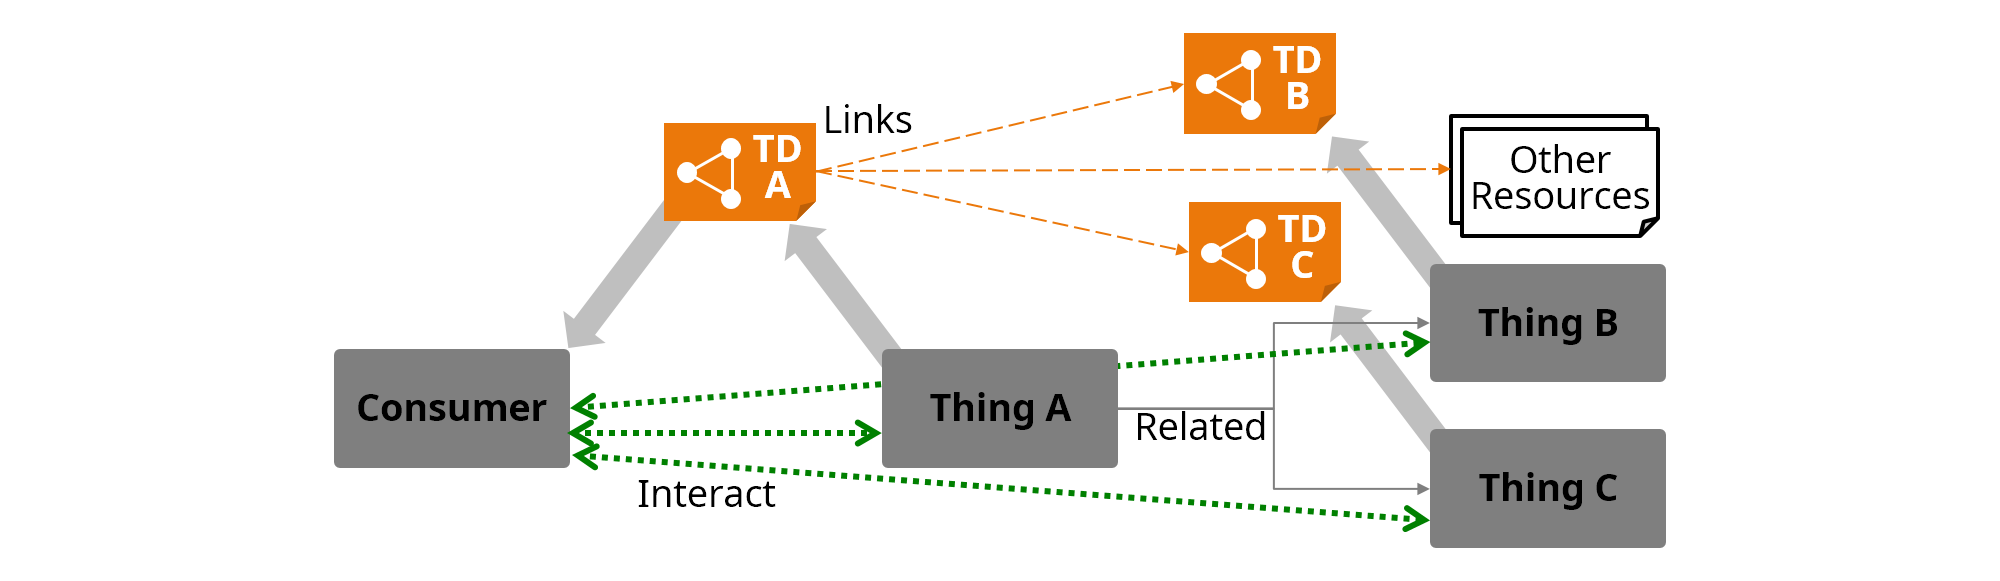 TD
B
Links
TD
A
Other
Resources
TD
C
Thing B
Consumer
Thing A
Related
Interact
Thing C